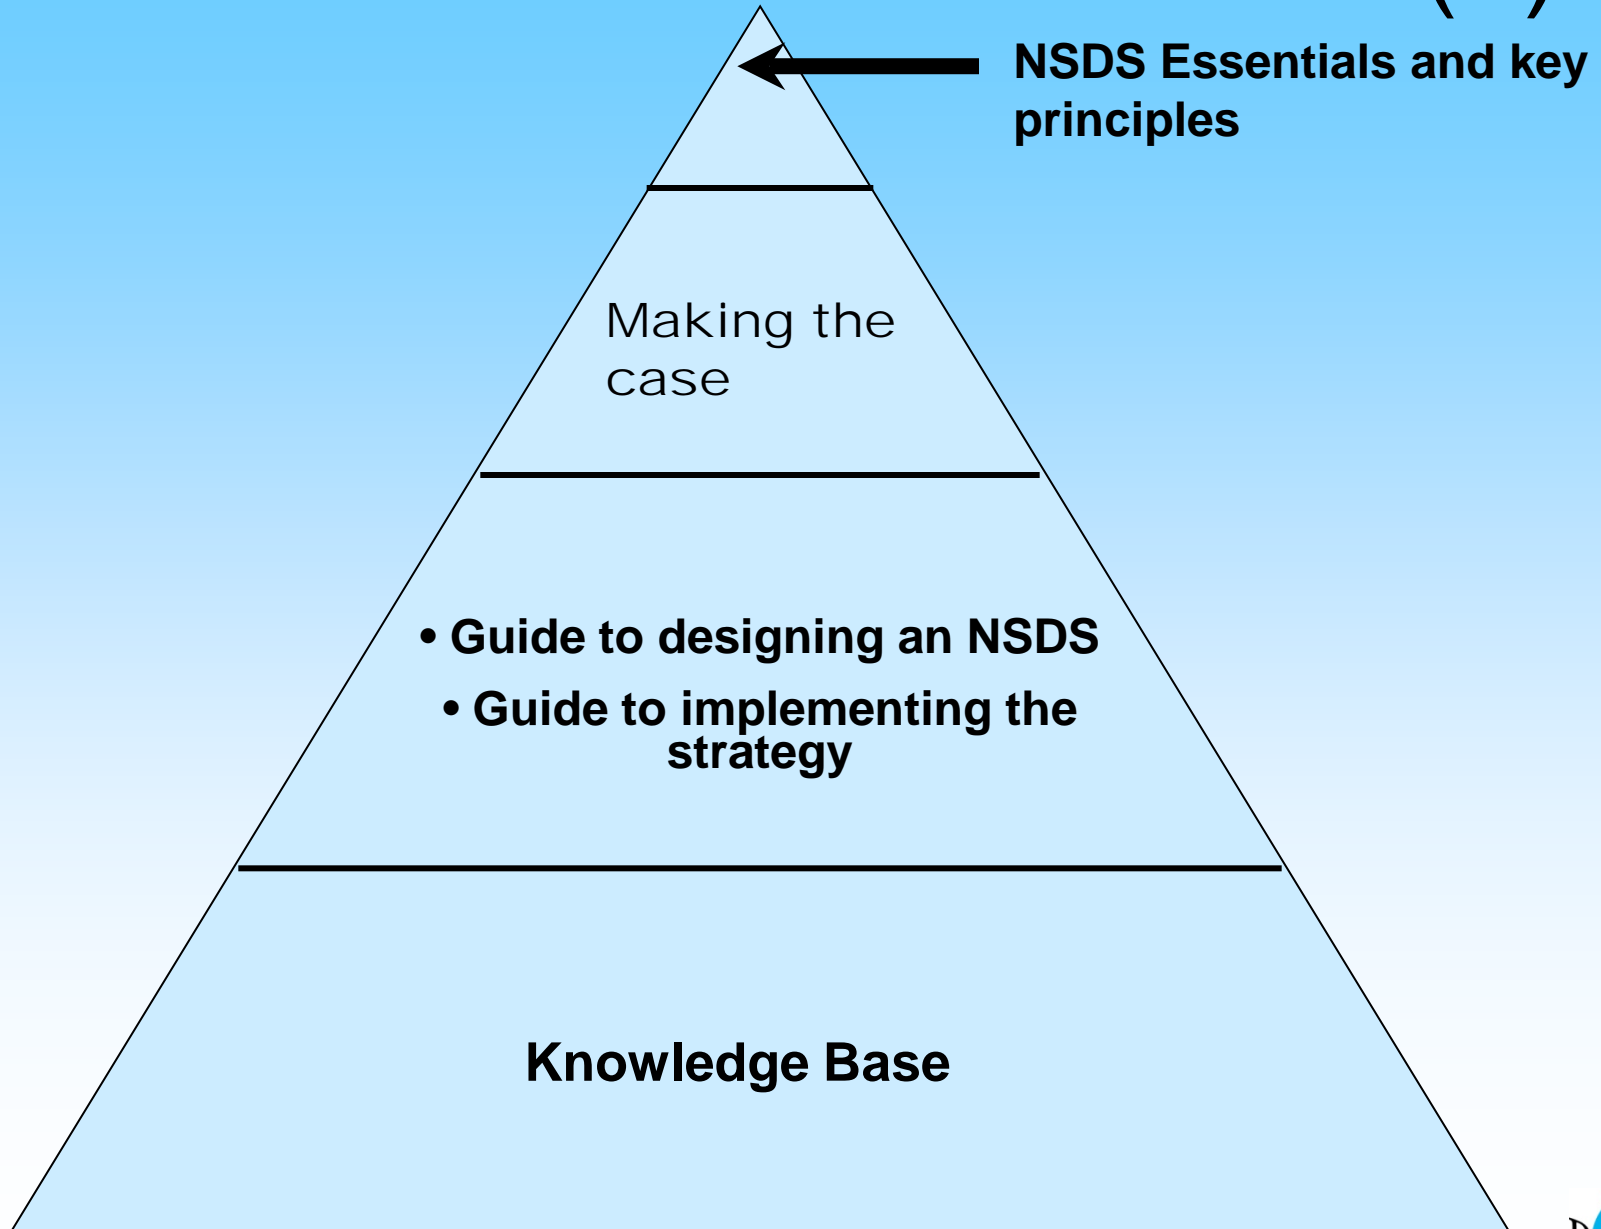 NSDS Essentials and key
principles
Making the
case
• Guide to designing an NSDS
• Guide to implementing the
strategy
Knowledge Base